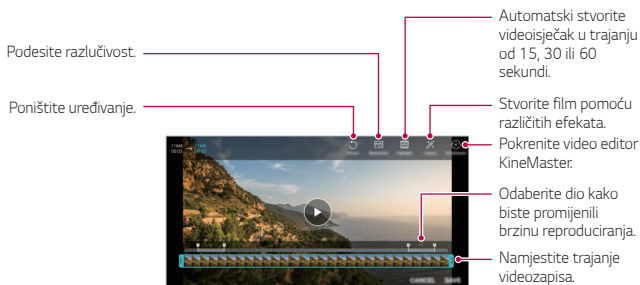 Podesite razlučivost.
Poništite uređivanje.
Automatski stvorite
videoisječak u trajanju
od 15, 30 ili 60
sekundi.
Stvorite film pomoću
različitih efekata.
Pokrenite video editor
KineMaster.
Odaberite dio kako
biste promijenili
brzinu reproduciranja.
Namjestite trajanje
videozapisa.
CANCEL SAVE